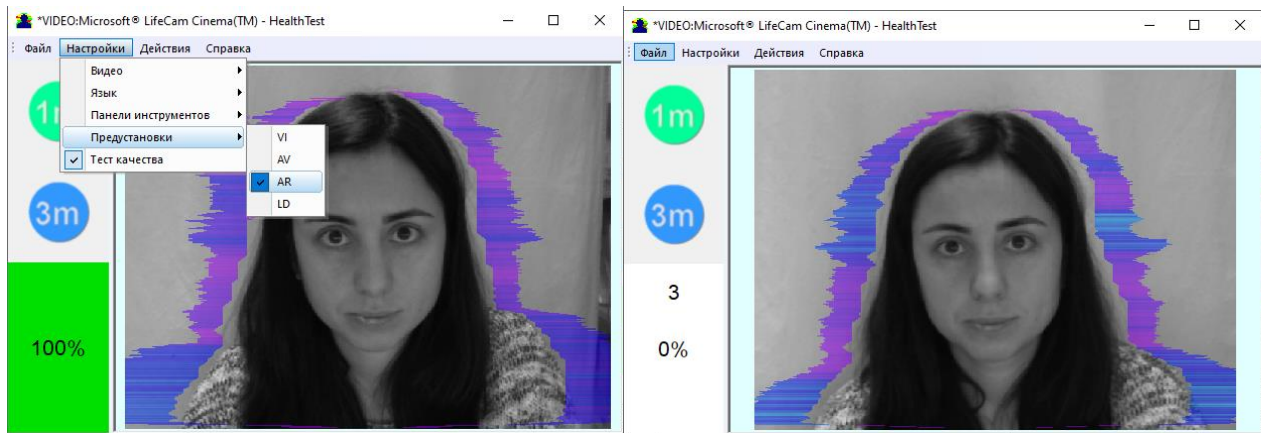 *VIDEO:Microsoft® LifeCam Cinema(TM) - HealthTest
Файл Настройки Действия Справка
Видео
Язык
Панели инструментов
Предустановки
Тест качества
VI
AV
AR
LD
3m
100%
*VIDEO:Microsoft® LifeCam Cinema(TM) - HealthTest
Файл Настройки Действия Справка
1m
3m
3
0%